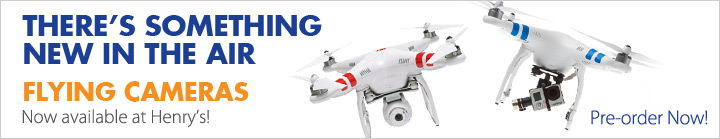 THERE'S SOMETHING
NEW IN THE AIR
FLYING CAMERAS
Now available at Henry's!
Pre-order Now!